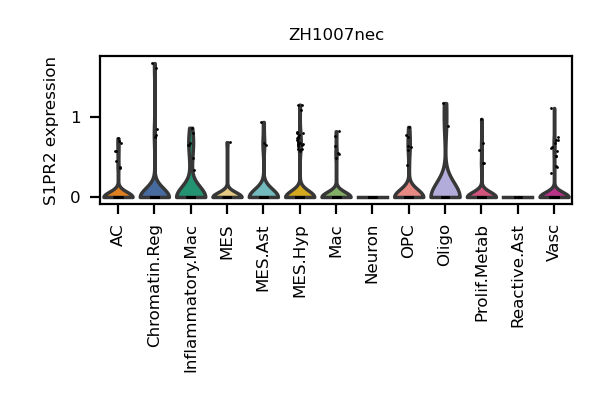 ZH1007nec
S1PR2 expression
1
0
AC
Chromatin.Reg
Inflammatory.Mac
MES
MES.Ast
MES.Hyp
Mac
Neuron
OPC
Oligo
Prolif.Metab
Reactive.Ast
Vasc